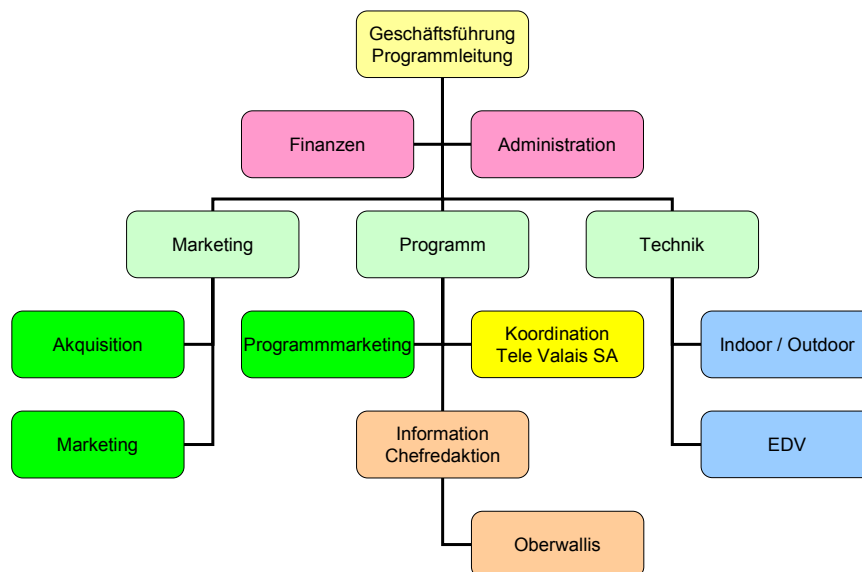 Geschäftsführung
Programmleitung
Finanzen
Administration
Marketing
Programm
Technik
Akquisition
Programmmarketing
Koordination
Tele Valais SA
Indoor / Outdoor
Marketing
Information
Chefredaktion
EDV
Oberwallis